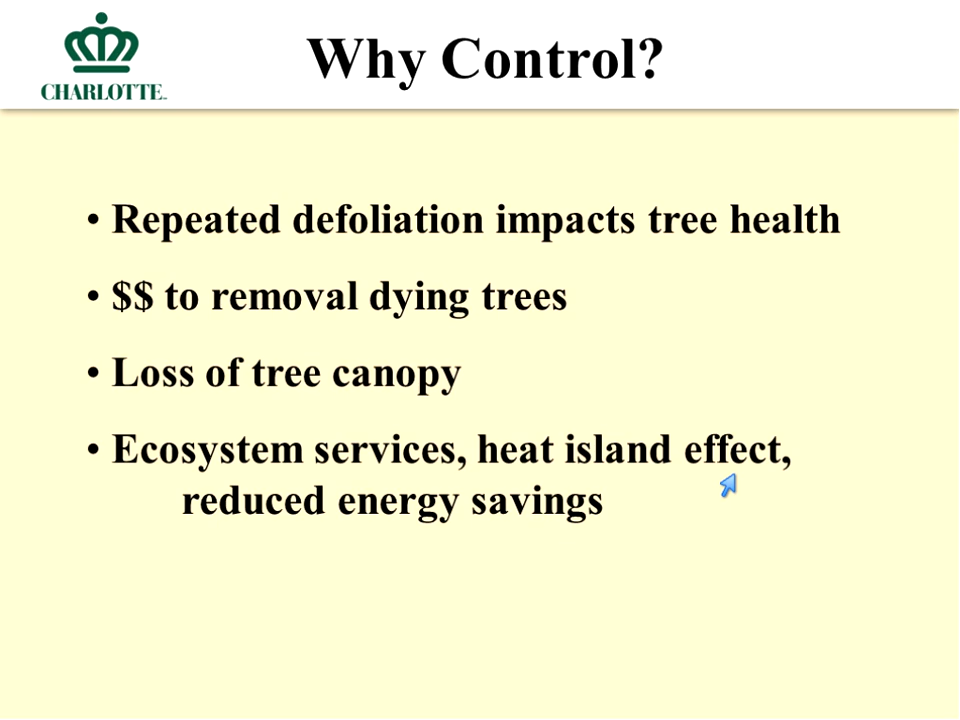 CHARLOTTE™
Why Control?
• Repeated defoliation impacts tree health
• $$ to removal dying trees
• Loss of tree canopy
• Ecosystem services, heat island effect,
reduced energy savings